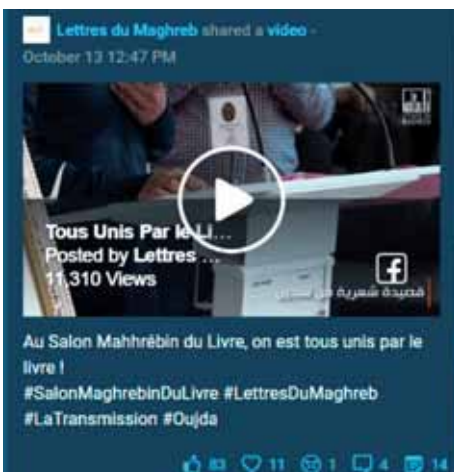 Lettres du Maghreb shared a video -
October 13 12:47 PM
Tous Unis Par le Li...
Posted by Lettres ...
11,310 Views
قصيدة شعرية من
Au Salon Mahhrébin du Livre, on est tous unis par le
livre !
#SalonMaghrebinDuLivre #LettresDuMaghreb
#LaTransmission #Oujda
83 11 1 4 14